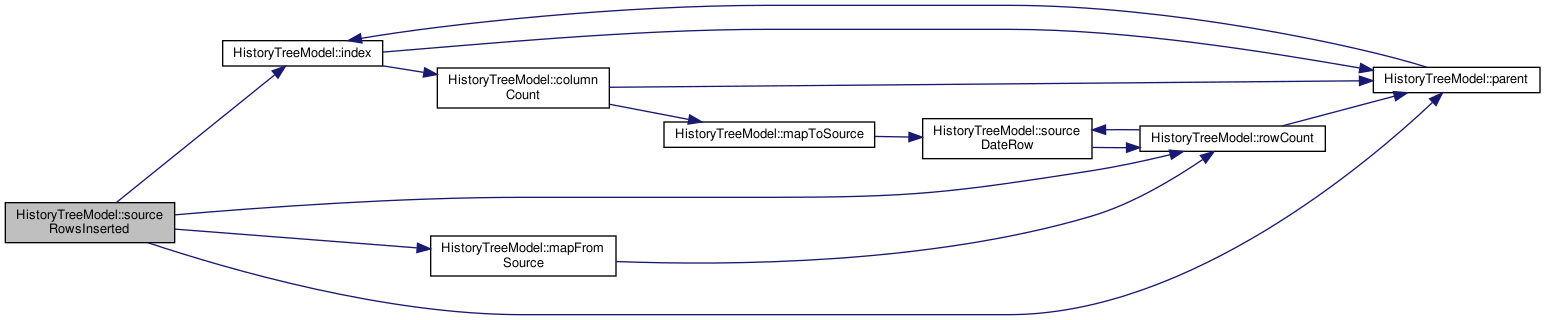 HistoryTreeModel::source
RowsInserted
HistoryTreeModel::index
HistoryTreeModel::column
Count
HistoryTreeModel::mapToSource
HistoryTreeModel::source
DateRow
HistoryTreeModel::rowCount
HistoryTreeModel::parent
HistoryTreeModel::mapFrom
Source